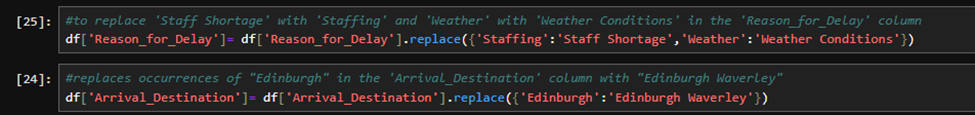 [25]: #to replace 'Staff Shortage' with 'Staffing' and 'Weather' with 'Weather Conditions' in the 'Reason_for_Delay' column
df['Reason_for_Delay']= df['Reason_for_Delay'].replace({'Staffing':'Staff Shortage','Weather':'Weather Conditions'})
[24]: #replaces occurrences of "Edinburgh" in the 'Arrival_Destination' column with "Edinburgh Waverley"
df['Arrival_Destination']= df['Arrival_Destination'].replace({'Edinburgh':'Edinburgh Waverley'})